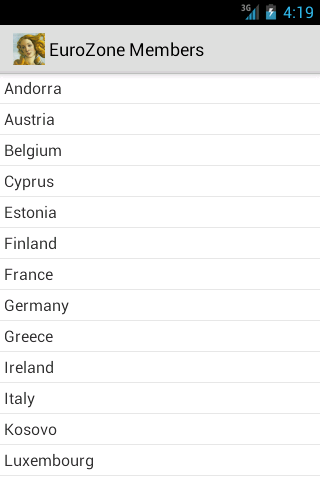 3G 4:19
EuroZone Members
Andorra
Austria
Belgium
Cyprus
Estonia
Finland
France
Germany
Greece
Ireland
Italy
Kosovo
Luxembourg